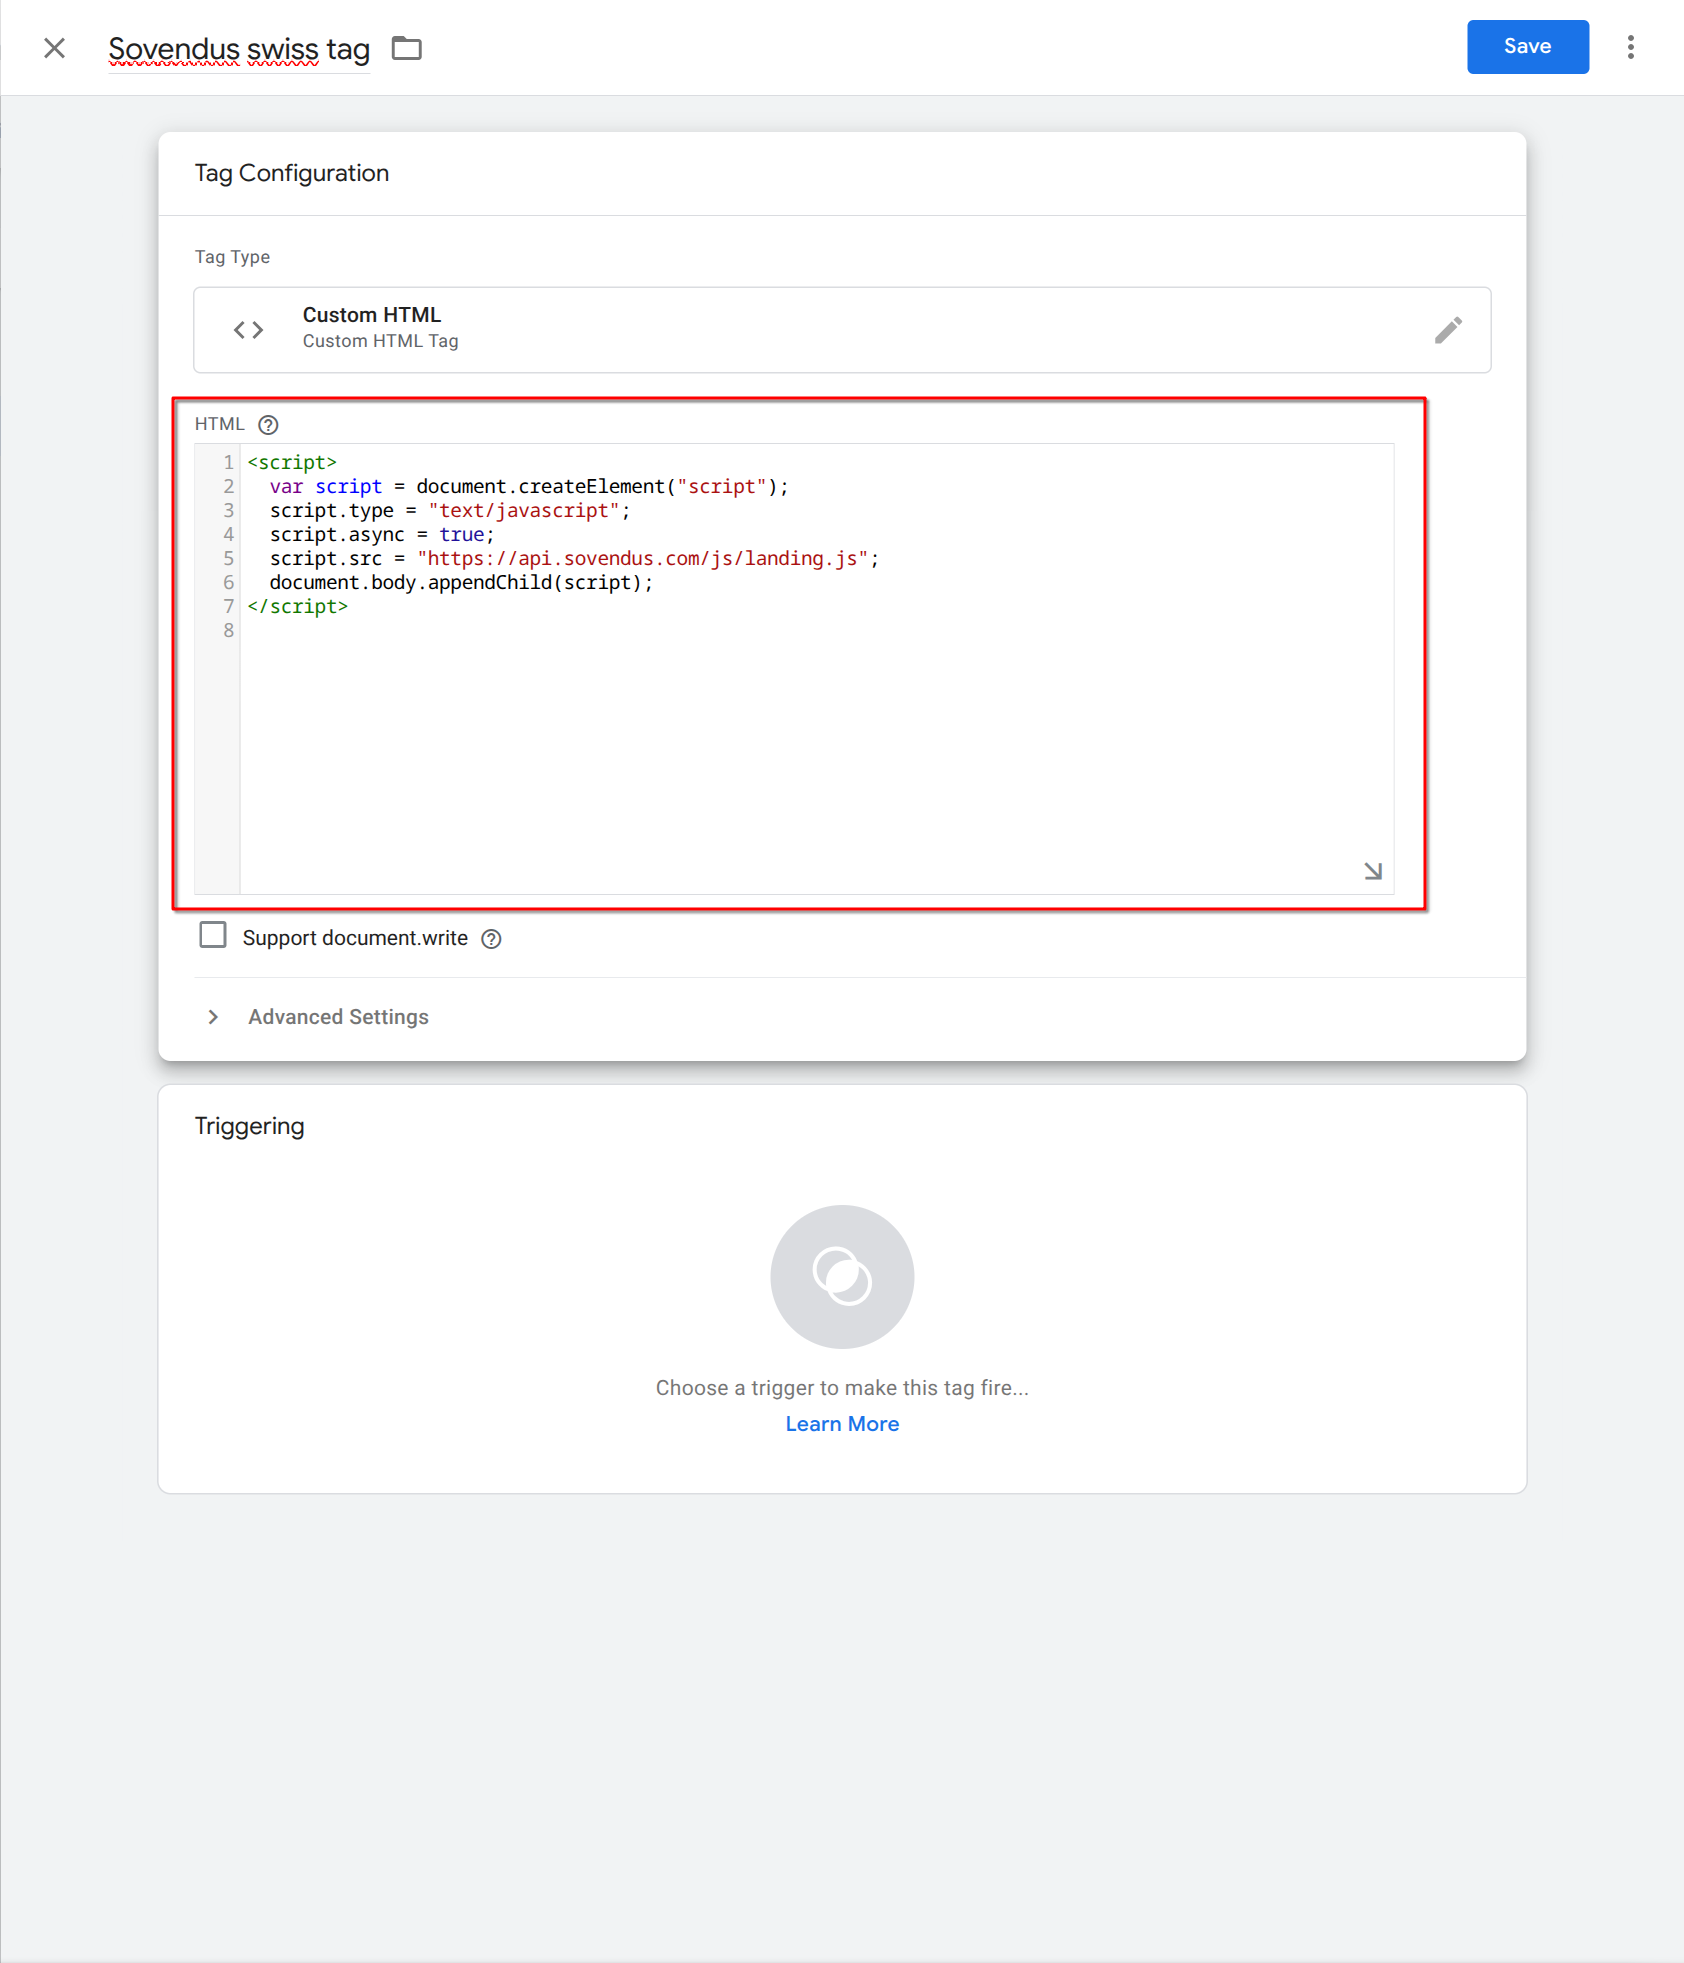 Sovendus swiss tag
Save
Tag Configuration
Tag Type
Custom HTML
Custom HTML Tag
HTML
1 <script>
2   var script = document.createElement("script");
3   script.type = "text/javascript";
4   script.async = true;
5   script.src = "https://api.sovendus.com/js/landing.js";
6   document.body.appendChild(script);
7 </script>
8
Support document.write
Advanced Settings
Triggering
Choose a trigger to make this tag fire...
Learn More